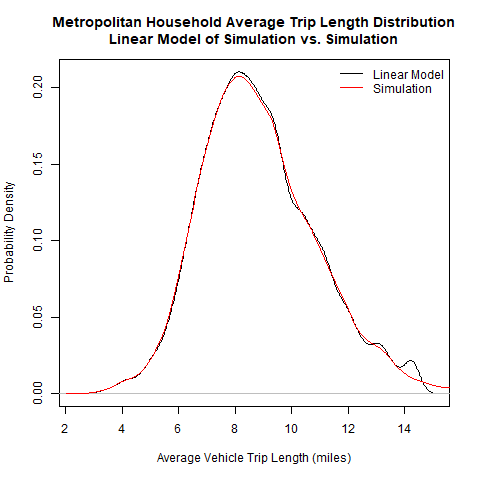 Metropolitan Household Average Trip Length Distribution
Linear Model of Simulation vs. Simulation
Linear Model
Simulation
Probability Density
0.20
0.15
0.10
0.05
0.00
2 4 6 8 10 12 14
Average Vehicle Trip Length (miles)